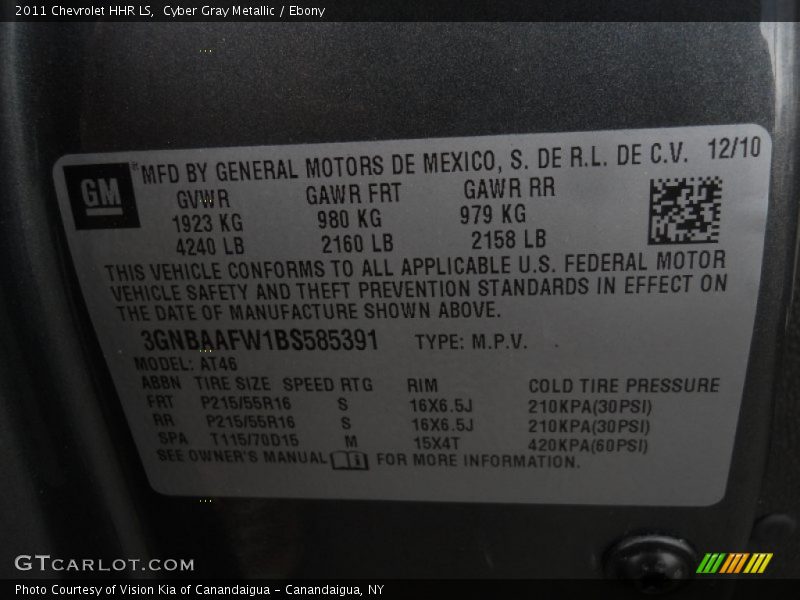 2011 Chevrolet HHR LS,  Cyber Gray Metallic / Ebony
GM
MFD BY GENERAL MOTORS DE MEXICO, S. DE R.L. DE C.V. 12/10
GVWR GAWR FRT GAWR RR
1923 KG 980 KG 979 KG
4240 LB 2160 LB 2158 LB
THIS VEHICLE CONFORMS TO ALL APPLICABLE U.S. FEDERAL MOTOR
VEHICLE SAFETY AND THEFT PREVENTION STANDARDS IN EFFECT ON
THE DATE OF MANUFACTURE SHOWN ABOVE.
3GNBAAFW1BS585391 TYPE: M.P.V.
MODEL: AT46
ABBN TIRE SIZE SPEED RTG RIM COLD TIRE PRESSURE
FRT P215/55R16 S 16X6.5J 210KPA(30PSI)
RR P215/55R16 S 16X6.5J 210KPA(30PSI)
SPA T115/70D15 M 15X4T 420KPA(60PSI)
SEE OWNER'S MANUAL FOR MORE INFORMATION.
GTCARLOT.COM
Photo Courtesy of Vision Kia of Canandaigua - Canandaigua, NY